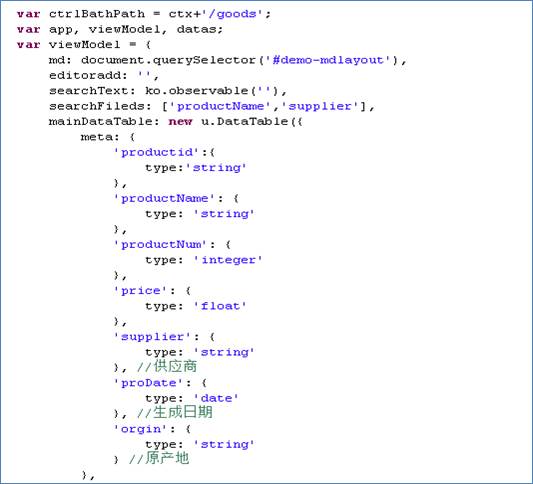 var ctrlBathPath = ctx+'/goods';
var app, viewModel, datas;
var viewModel = {
    md: document.querySelector('#demo-mdlayout'),
    editoradd: '',
    searchText: ko.observable(''),
    searchFileds: ['productName','supplier'],
    mainDataTable: new u.DataTable({
        meta: {
            'productid':{
                type:'string'
            },
            'productName': {
                type: 'string'
            },
            'productNum': {
                type: 'integer'
            },
            'price': {
                type: 'float'
            },
            'supplier': {
                type: 'string'
            }, //供应商
            'proDate': {
                type: 'date'
            }, //生成日期
            'orgin': {
                type: 'string'
            } //原产地
        },